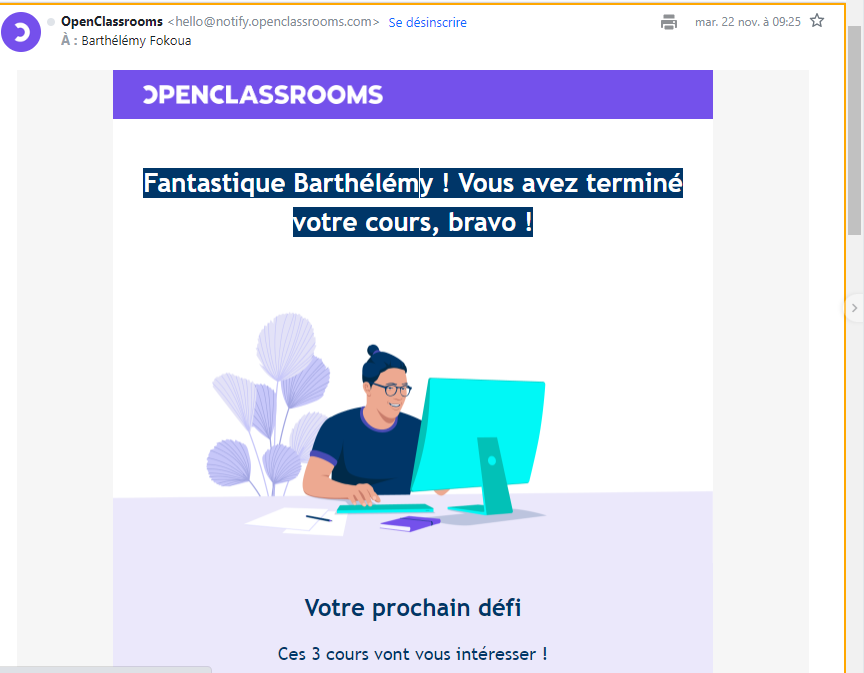 OpenClassrooms <hello@notify.openclassrooms.com> Se désinscrire mar. 22 nov. à 09:25
À : Barthélémy Fokoua
OPENCLASSROOMS
Fantastique Barthélémy ! Vous avez terminé
votre cours, bravo !
Votre prochain défi
Ces 3 cours vont vous intéresser !